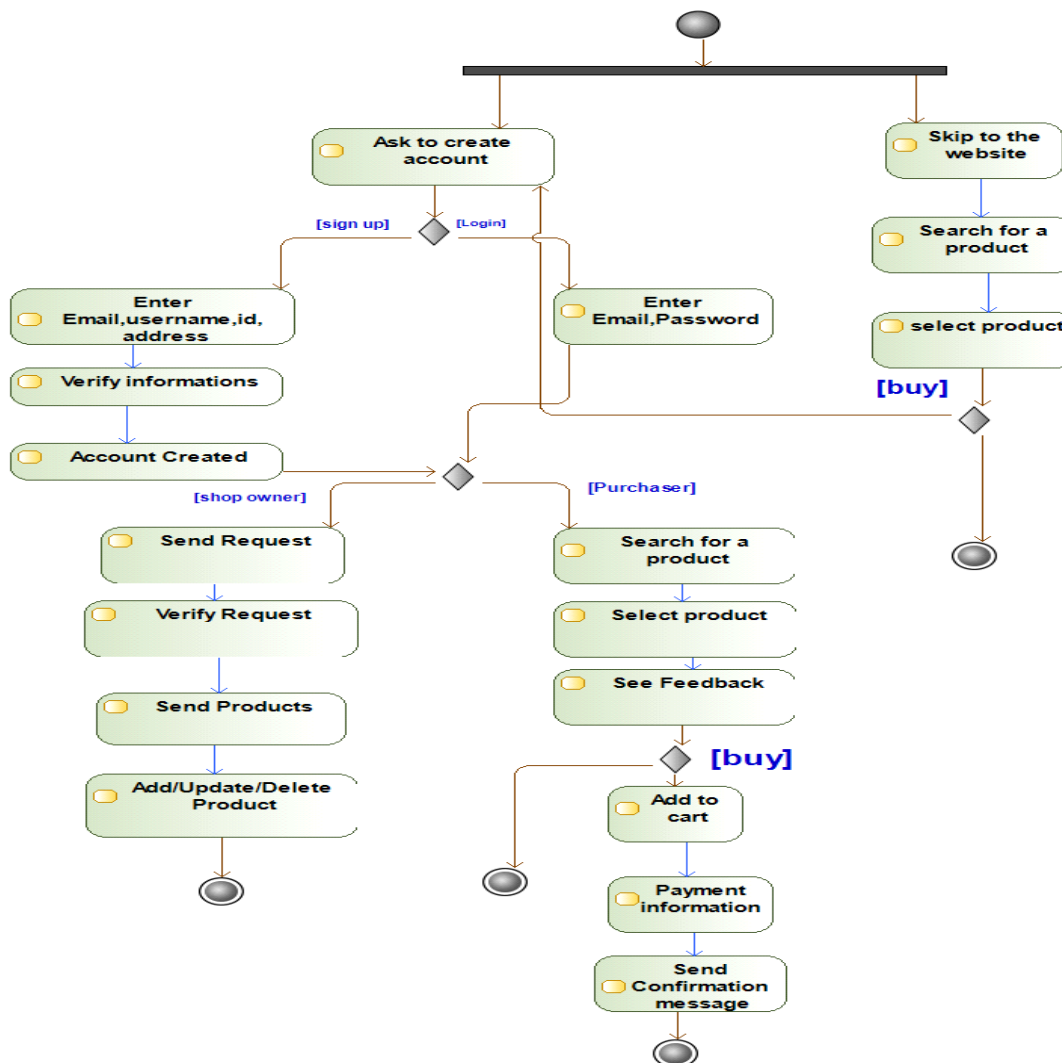 Ask to create
account
Skip to the
website
[sign up]
[Login]
Search for a
product
Enter
Email,username,id,
address
Enter
Email,Password
select product
Verify informations
[buy]
Account Created
[shop owner]
[Purchaser]
Send Request
Search for a
product
Verify Request
Select product
See Feedback
Send Products
[buy]
Add/Update/Delete
Product
Add to
cart
Payment
information
Send
Confirmation
message